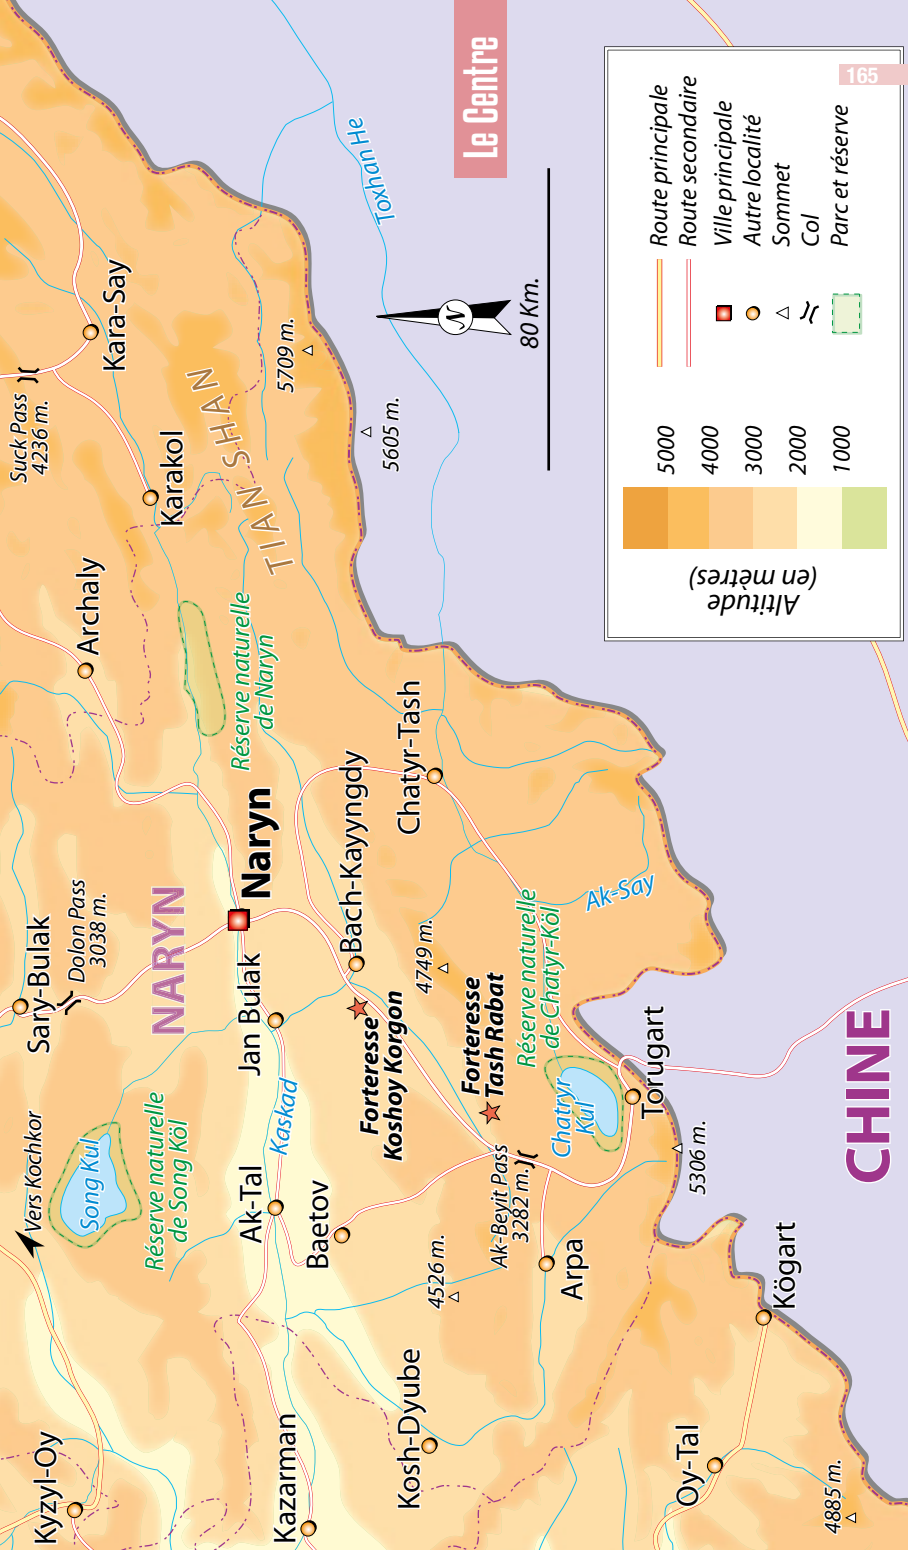 Le Centre
165
Suck Pass
4236 m.
Kara-Say
Karakol
TIAN SHAN
5709 m.
5605 m.
Toxhan He
80 Km.
N
Archaly
Réserve naturelle
de Naryn
Chatyr-Tash
Sary-Bulak
Dolon Pass
3038 m.
NARYN
Naryn
Bach-Kayyngdy
Jan Bulak
4749 m.
Forteresse
Koshoy Korgon
Forteresse
Tash Rabat
Réserve naturelle
de Chatyr-Köl
Ak-Say
Chatryr
Kul
Torugart
Vers Kochkor
Song Kul
Réserve naturelle
de Song Köl
Kaskad
Ak-Tal
Baetov
Ak-Beyit Pass
3282 m.
4526 m.
Arpa
5306 m.
Kögart
CHINE
Kyzyl-Oy
Kazarman
Kosh-Dyube
Oy-Tal
4885 m.
Altitude
(en mètres)
5000
4000
3000
2000
1000
Route principale
Route secondaire
Ville principale
Autre localité
Sommet
Col
Parc et réserve